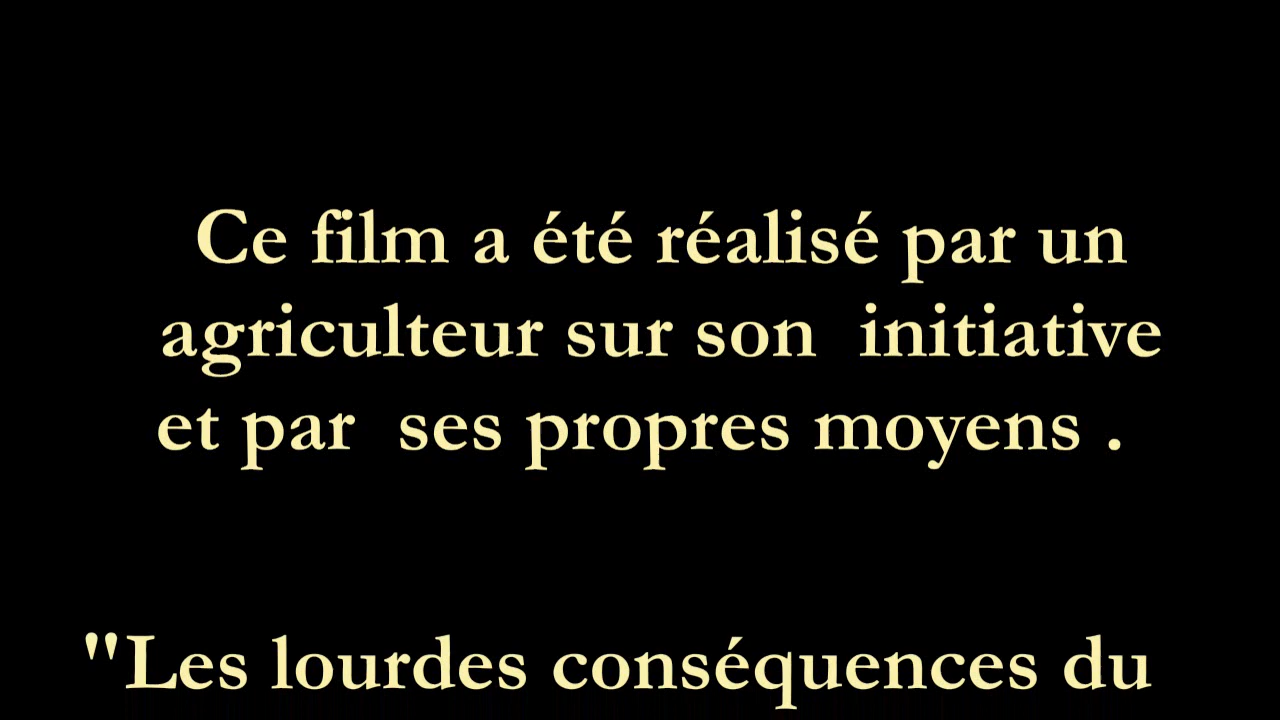 Ce film a été réalisé par un
agriculteur sur son  initiative
et par  ses propres moyens .
"Les lourdes conséquences du